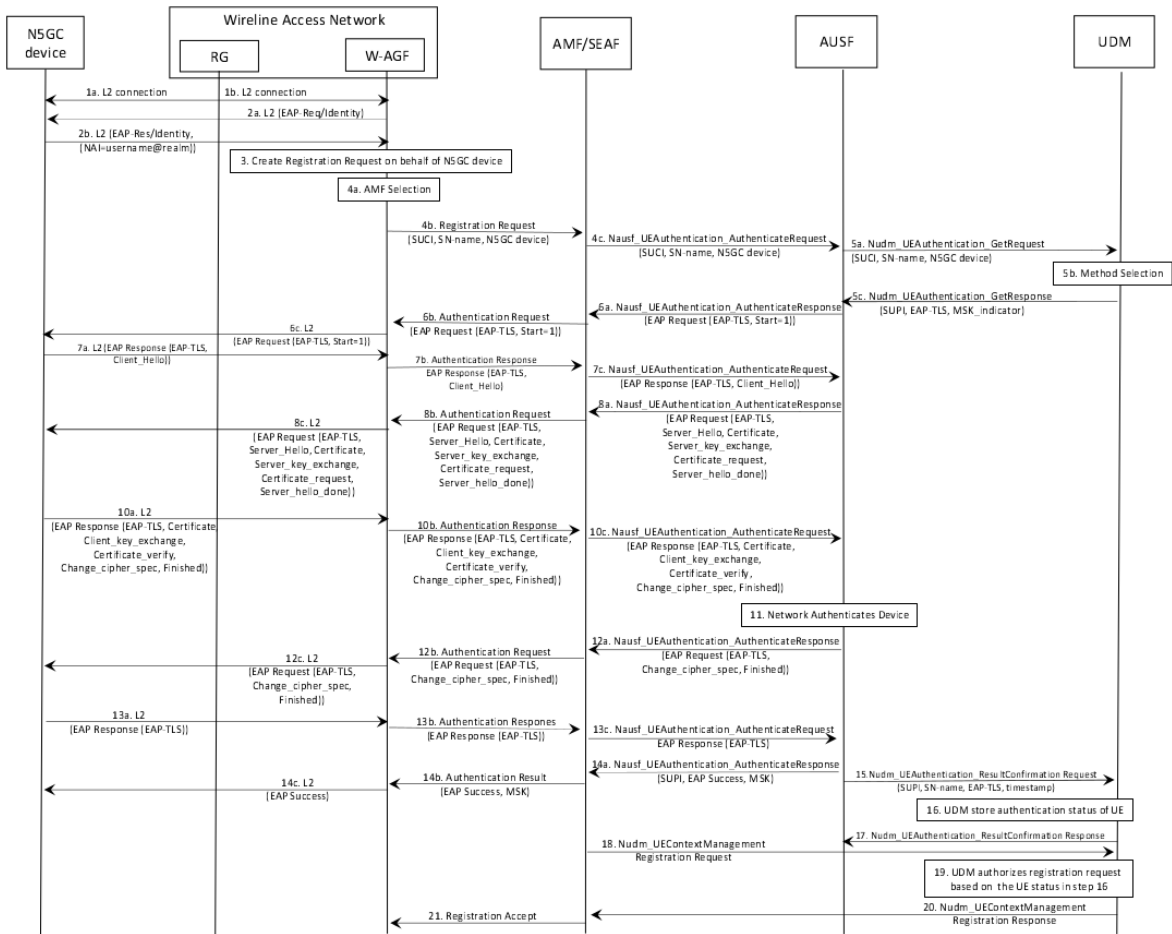 Wireline Access Network
N5GC
device
RG
W-AGF
AMF/SEAF
AUSF
UDM
1a. L2 connection
1b. L2 connection
2a. L2 (EAP-Req/Identity)
2b. L2 (EAP-Res/Identity,
(NAI=username@realm))
3. Create Registration Request on behalf of N5GC device
4a. AMF Selection
4b. Registration Request
(SUCI, SN-name, N5GC device)
4c. Nausf_UEAuthentication_AuthenticateRequest
(SUCI, SN-name, N5GC device)
5a. Nudm_UEAuthentication_GetRequest
(SUCI, SN-name, N5GC device)
5b. Method Selection
5c. Nudm_UEAuthentication_GetResponse
(SUPI, EAP-TLS, MSK_indicator)
6a. Nausf_UEAuthentication_AuthenticateResponse
(EAP Request (EAP-TLS, Start=1))
6b. Authentication Request
(EAP Request (EAP-TLS, Start=1))
6c. L2
(EAP Request (EAP-TLS, Start=1))
7a. L2 (EAP Response (EAP-TLS,
Client_Hello))
7b. Authentication Response
EAP Response (EAP-TLS,
Client_Hello)
7c. Nausf_UEAuthentication_AuthenticateRequest
(EAP Response (EAP-TLS, Client_Hello))
8a. Nausf_UEAuthentication_AuthenticateResponse
(EAP Request (EAP-TLS,
Server_Hello, Certificate,
Server_key_exchange,
Certificate_request,
Server_hello_done))
8b. Authentication Request
(EAP Request (EAP-TLS,
Server_Hello, Certificate,
Server_key_exchange,
Certificate_request,
Server_hello_done))
8c. L2
(EAP Request (EAP-TLS,
Server_Hello, Certificate,
Server_key_exchange,
Certificate_request,
Server_hello_done))
10a. L2
(EAP Response (EAP-TLS, Certificate,
Client_key_exchange,
Certificate_verify,
Change_cipher_spec, Finished))
10b. Authentication Response
(EAP Response (EAP-TLS, Certificate,
Client_key_exchange,
Certificate_verify,
Change_cipher_spec, Finished))
10c. Nausf_UEAuthentication_AuthenticateRequest
(EAP Response (EAP-TLS, Certificate,
Client_key_exchange,
Certificate_verify,
Change_cipher_spec, Finished))
11. Network Authenticates Device
12a. Nausf_UEAuthentication_AuthenticateResponse
(EAP Request (EAP-TLS,
Change_cipher_spec, Finished))
12b. Authentication Request
(EAP Request (EAP-TLS,
Change_cipher_spec, Finished))
12c. L2
(EAP Request (EAP-TLS,
Change_cipher_spec,
Finished))
13a. L2
(EAP Response (EAP-TLS))
13b. Authentication Respones
(EAP Response (EAP-TLS))
13c. Nausf_UEAuthentication_AuthenticateRequest
EAP Response (EAP-TLS)
14a. Nausf_UEAuthentication_AuthenticateResponse
(SUPI, EAP Success, MSK)
14b. Authentication Result
(EAP Success, MSK)
14c. L2
(EAP Success)
15.Nudm_UEAuthentication_ResultConfirmation Request
(SUPI, SN-name, EAP-TLS, timestamp)
16. UDM store authentication status of UE
17. Nudm_UEAuthentication_ResultConfirmation Response
18. Nudm_UEContextManagement
Registration Request
19. UDM authorizes registration request
based on the UE status in step 16
20. Nudm_UEContextManagement
Registration Response
21. Registration Accept